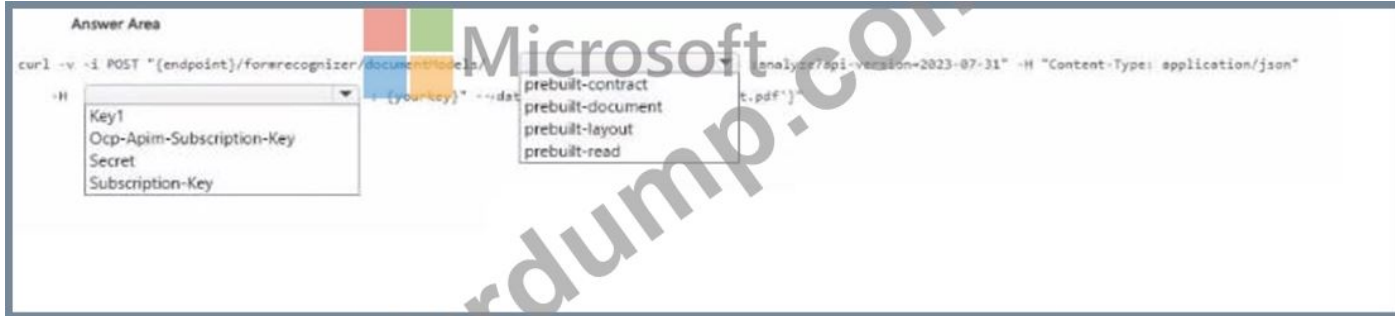 Answer Area
Microsoft
curl -v -i POST "{endpoint}/formrecognizer/documentModels/ analyze?api-version=2023-07-31" -H "Content-Type: application/json"
-H : {yourkey}" --dat t.pdf'}"
Key1
Ocp-Apim-Subscription-Key
Secret
Subscription-Key
prebuilt-contract
prebuilt-document
prebuilt-layout
prebuilt-read
rdump.co